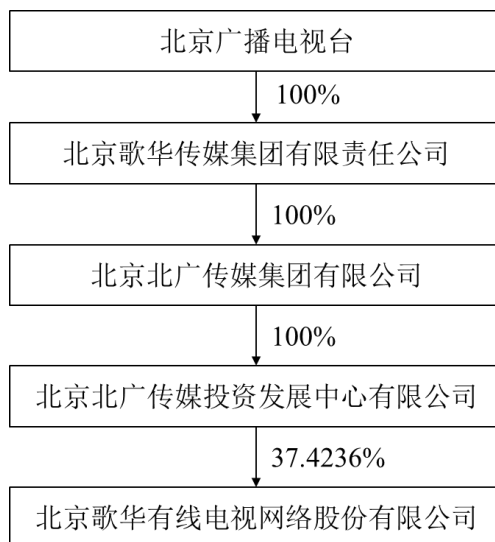 北京广播电视台
100%
北京歌华传媒集团有限责任公司
100%
北京北广传媒集团有限公司
100%
北京北广传媒投资发展中心有限公司
37.4236%
北京歌华有线电视网络股份有限公司